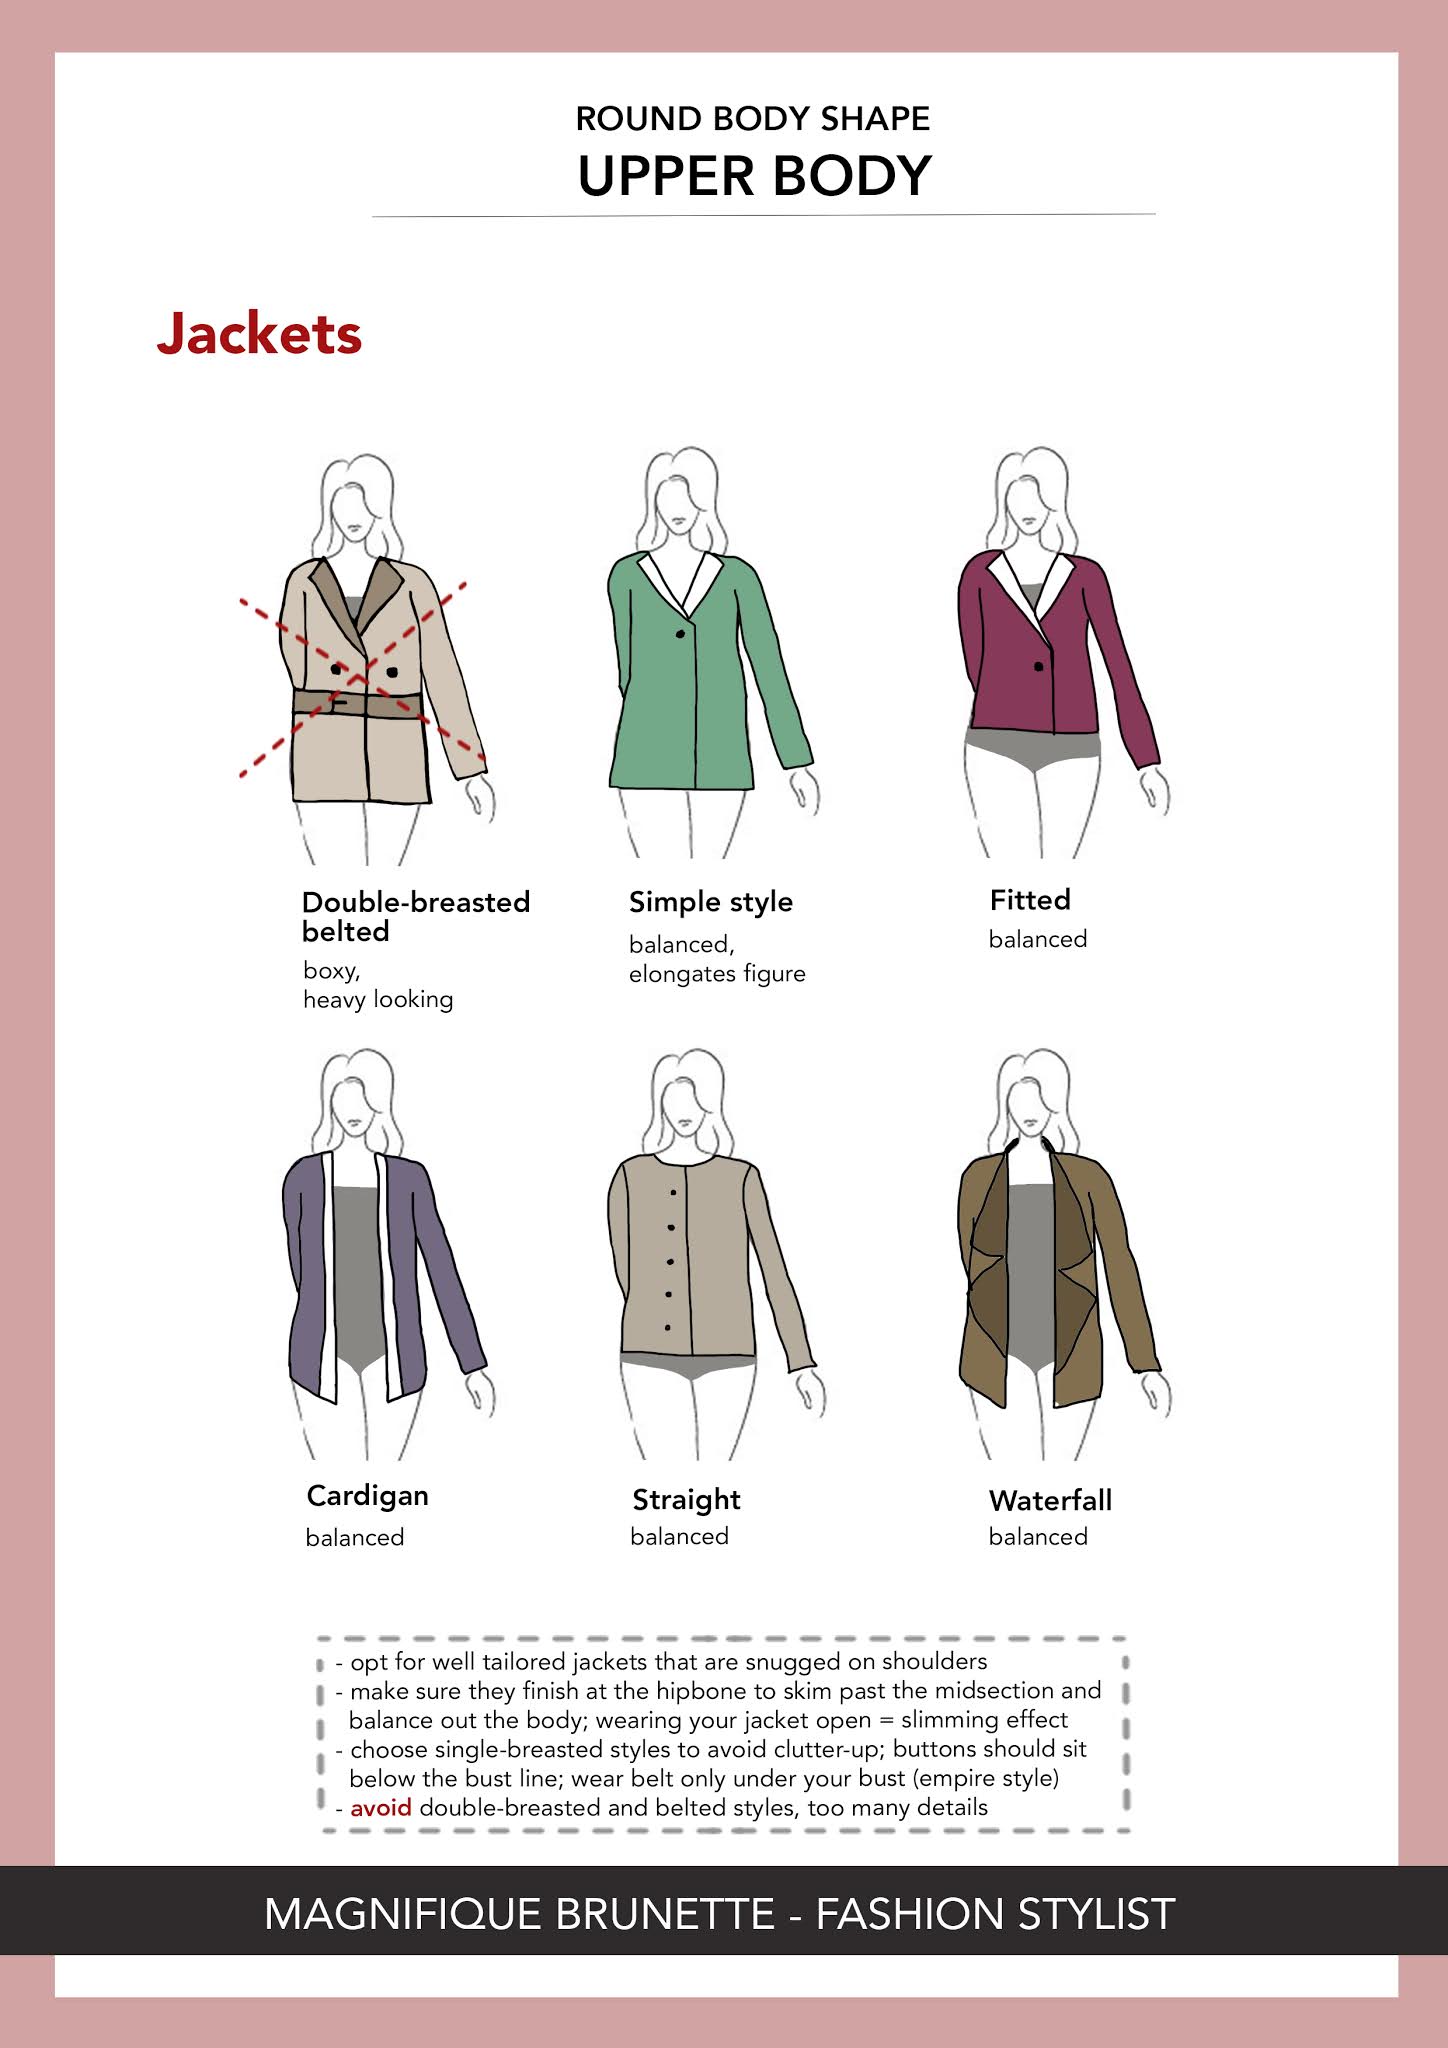 ROUND BODY SHAPE
UPPER BODY
Jackets
Double-breasted
belted
boxy,
heavy looking
Simple style
balanced,
elongates figure
Fitted
balanced
Cardigan
balanced
Straight
balanced
Waterfall
balanced
- opt for well tailored jackets that are snugged on shoulders
- make sure they finish at the hipbone to skim past the midsection and
balance out the body; wearing your jacket open = slimming effect
- choose single-breasted styles to avoid clutter-up; buttons should sit
below the bust line; wear belt only under your bust (empire style)
- avoid double-breasted and belted styles, too many details
MAGNIFIQUE BRUNETTE - FASHION STYLIST